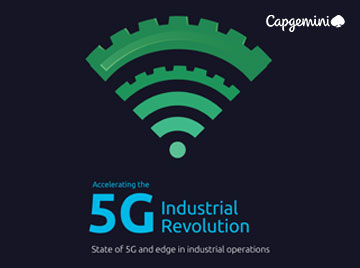 Capgemini
Accelerating the
5G Industrial
Revolution
State of 5G and edge in industrial operations